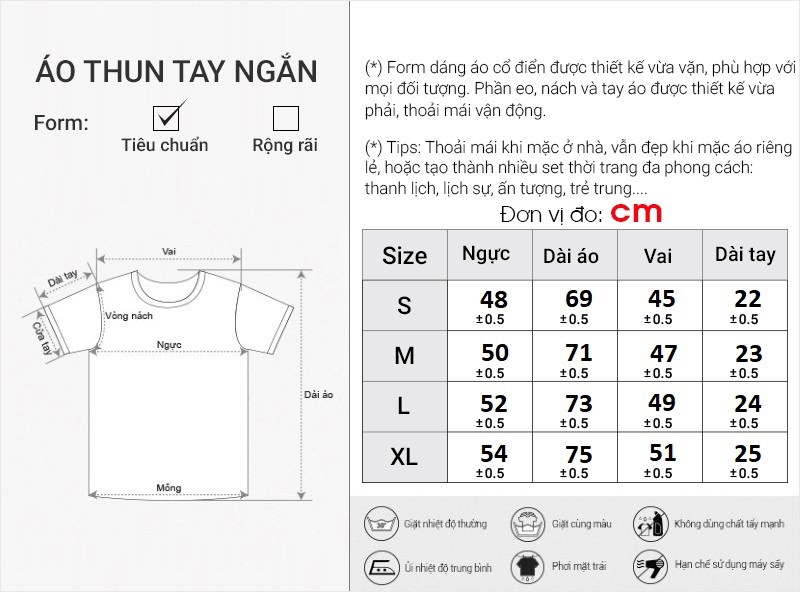 ÁO THUN TAY NGẮN
Form:
Tiêu chuẩn
Rộng rãi
Vai
Dài tay
Cửa tay
Vòng nách
Ngực
Dài áo
Mông
(*) Form dáng áo cổ điển được thiết kế vừa vặn, phù hợp với
mọi đối tượng. Phần eo, nách và tay áo được thiết kế vừa
phải, thoải mái vận động.
(*) Tips: Thoải mái khi mặc ở nhà, vẫn đẹp khi mặc áo riêng
lẻ, hoặc tạo thành nhiều set thời trang đa phong cách:
thanh lịch, lịch sự, ấn tượng, trẻ trung....
Đơn vị đo: cm
Size Ngực Dài áo Vai Dài tay
S 48 69 45 22
±0.5 ±0.5 ±0.5 ±0.5
M 50 71 47 23
±0.5 ±0.5 ±0.5 ±0.5
L 52 73 49 24
±0.5 ±0.5 ±0.5 ±0.5
XL 54 75 51 25
±0.5 ±0.5 ±0.5 ±0.5
30°
Giặt nhiệt độ thường
Giặt cùng màu
Không dùng chất tẩy mạnh
Ủi nhiệt độ trung bình
Phơi mặt trái
Hạn chế sử dụng máy sấy